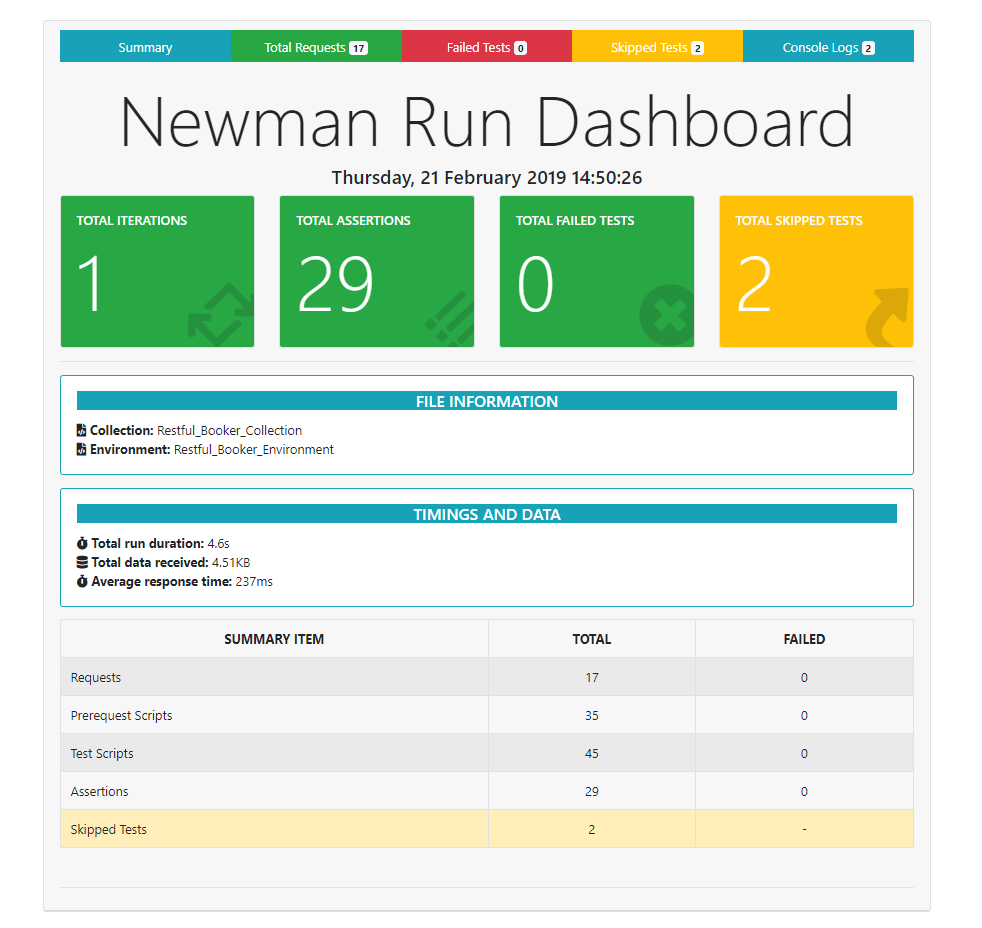 Summary Total Requests 17 Failed Tests 0 Skipped Tests 2 Console Logs 2
Newman Run Dashboard
Thursday, 21 February 2019 14:50:26
TOTAL ITERATIONS
1
TOTAL ASSERTIONS
29
TOTAL FAILED TESTS
0
TOTAL SKIPPED TESTS
2
FILE INFORMATION
Collection: Restful_Booker_Collection
Environment: Restful_Booker_Environment
TIMINGS AND DATA
Total run duration: 4.6s
Total data received: 4.51KB
Average response time: 237ms
SUMMARY ITEM TOTAL FAILED
Requests 17 0
Prerequest Scripts 35 0
Test Scripts 45 0
Assertions 29 0
Skipped Tests 2 -